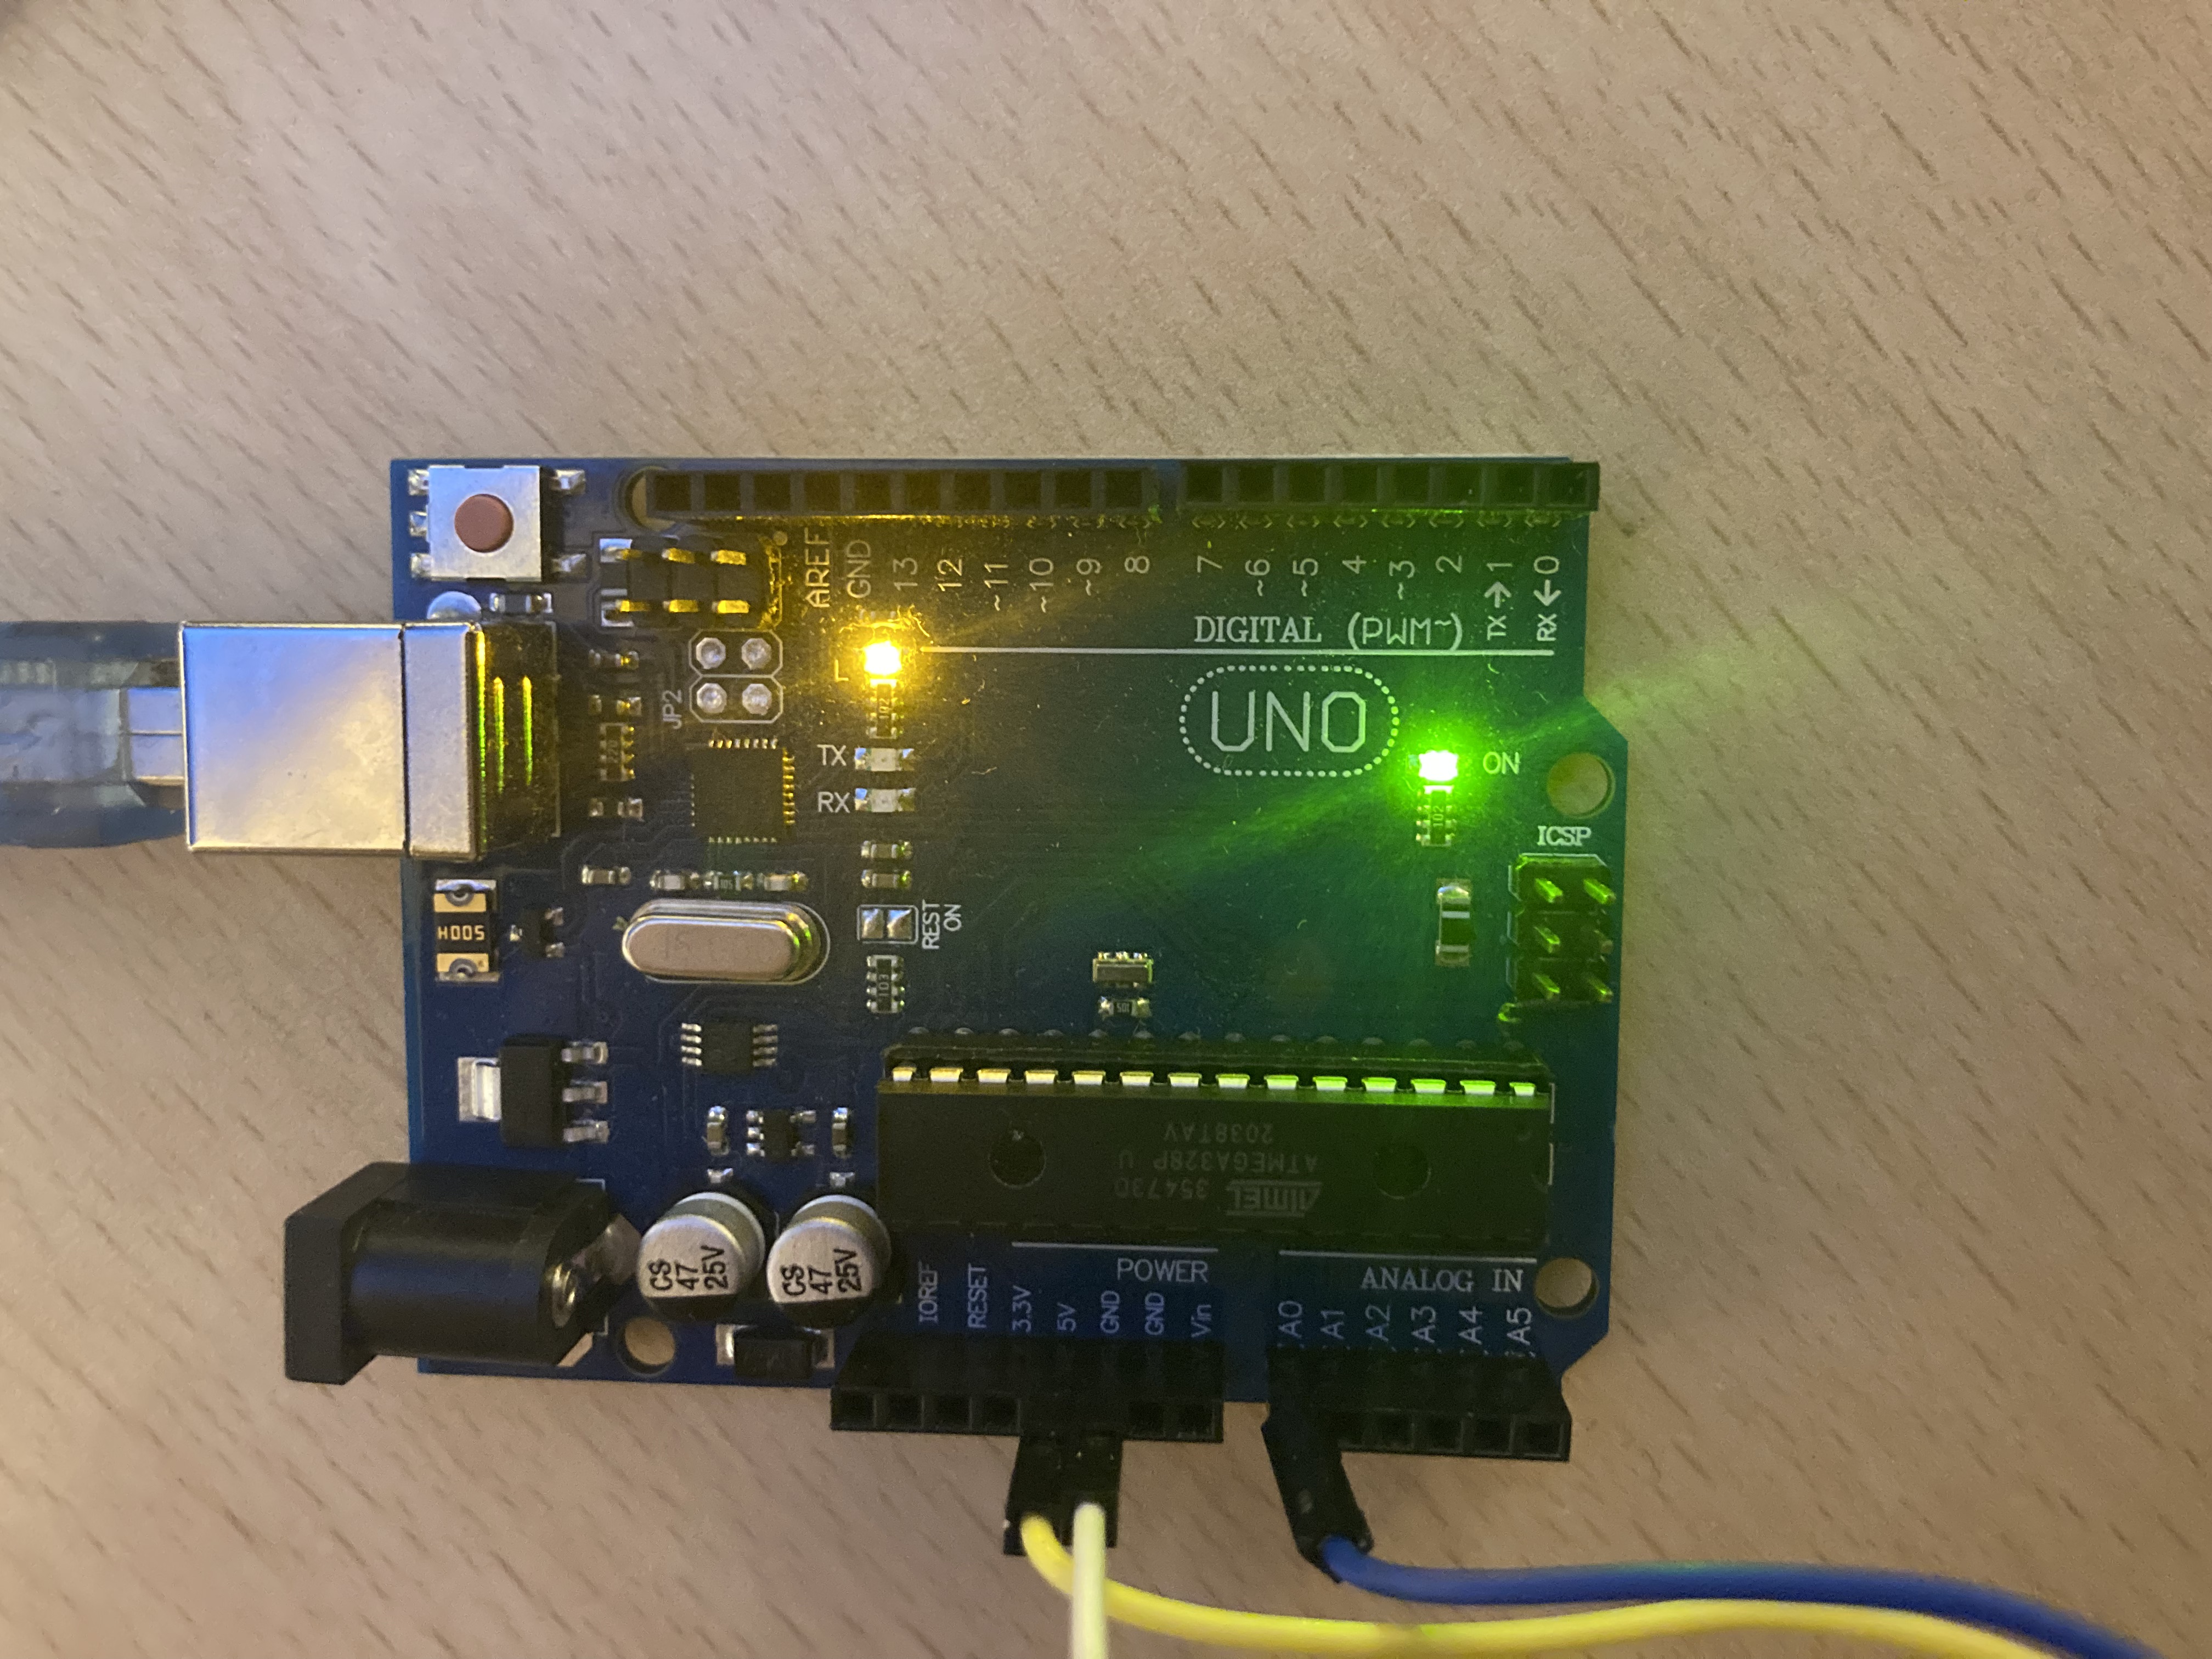 500H
220
CS
47
25V
CS
47
25V
JP2
RX
TX
L
103
102
REST
ON
AREF
GND
13
12
~11
~10
~9
8
7
~6
~5
4
~3
2
TX→1
RX←0
DIGITAL (PWM~)
IOREF
RESET
3.3V
5V
GND
GND
Vin
POWER
A0
A1
A2
A3
A4
A5
ANALOG IN
ATMEL 354730
ATMEGA328P U
2038TAV
UNO
102
ON
ICSP